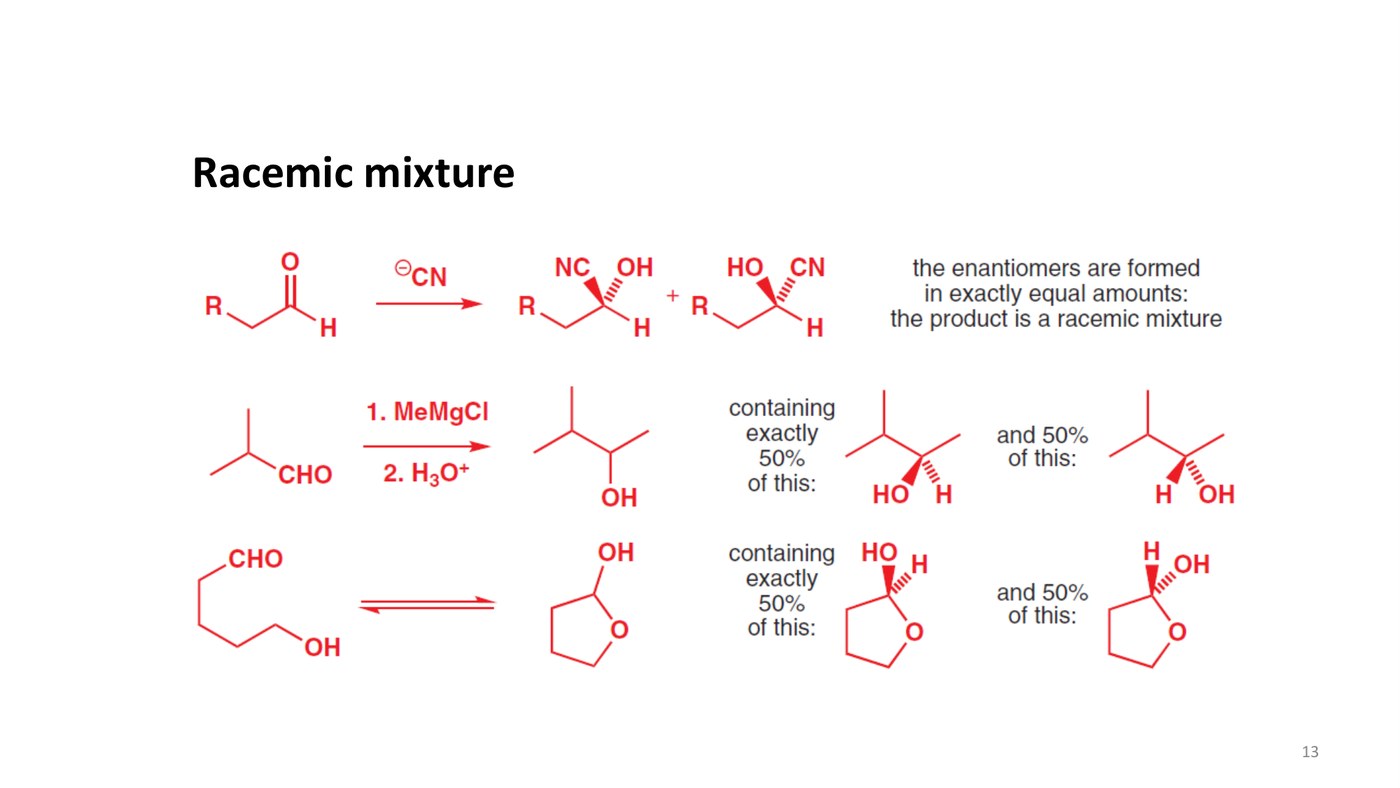 Racemic mixture
O
R
H
⊖CN
NC OH
R
H
+
HO CN
R
H
the enantiomers are formed
in exactly equal amounts:
the product is a racemic mixture
CHO
1. MeMgCl
2. H₃O⁺
OH
containing
exactly
50%
of this:
HO H
and 50%
of this:
H OH
CHO
OH
OH
O
containing
exactly
50%
of this:
HO H
O
and 50%
of this:
H OH
O
13